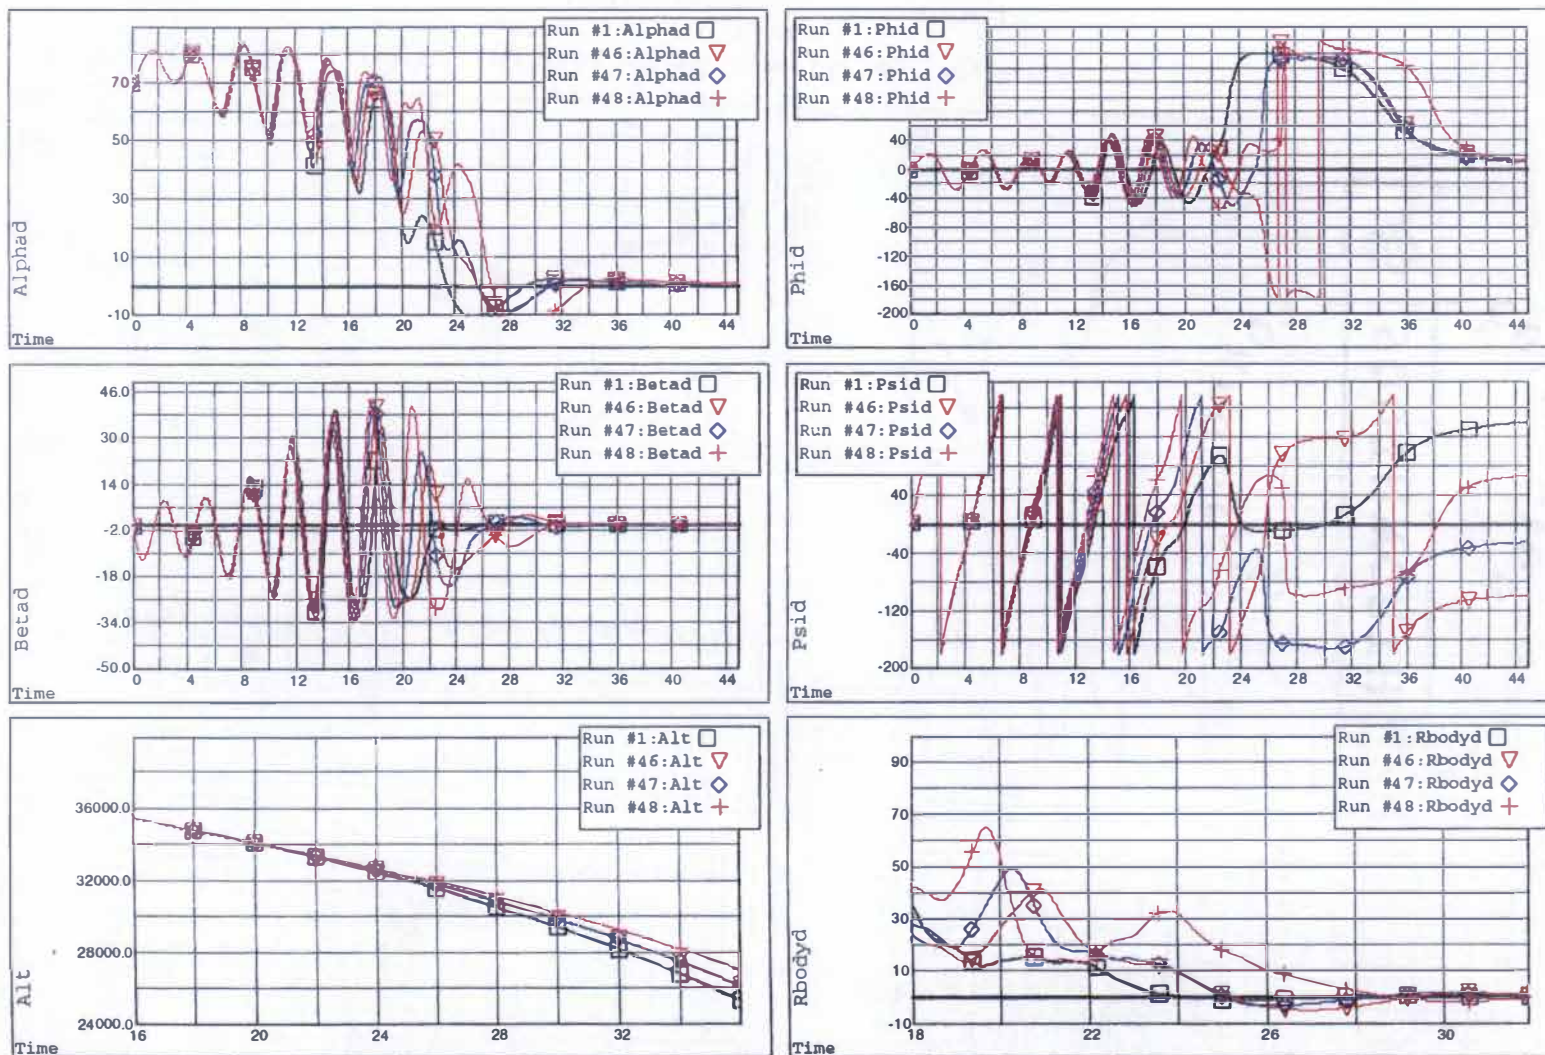 Run #1:Alphad
Run #46:Alphad
Run #47:Alphad
Run #48:Alphad
70
50
30
10
-10
0 4 8 12 16 20 24 28 32 36 40 44
Alphad
Time
Run #1:Phid
Run #46:Phid
Run #47:Phid
Run #48:Phid
40
0
-40
-80
-120
-160
-200
0 4 8 12 16 20 24 28 32 36 40 44
Phid
Time
Run #1:Betad
Run #46:Betad
Run #47:Betad
Run #48:Betad
46.0
30.0
14.0
-2.0
-18.0
-34.0
-50.0
0 4 8 12 16 20 24 28 32 36 40 44
Betad
Time
Run #1:Psid
Run #46:Psid
Run #47:Psid
Run #48:Psid
40
-40
-120
-200
0 4 8 12 16 20 24 28 32 36 40 44
Psid
Time
Run #1:Alt
Run #46:Alt
Run #47:Alt
Run #48:Alt
36000.0
32000.0
28000.0
24000.0
16 20 24 28 32
Alt
Time
Run #1:Rbodyd
Run #46:Rbodyd
Run #47:Rbodyd
Run #48:Rbodyd
90
70
50
30
10
-10
18 22 26 30
Rbodyd
Time